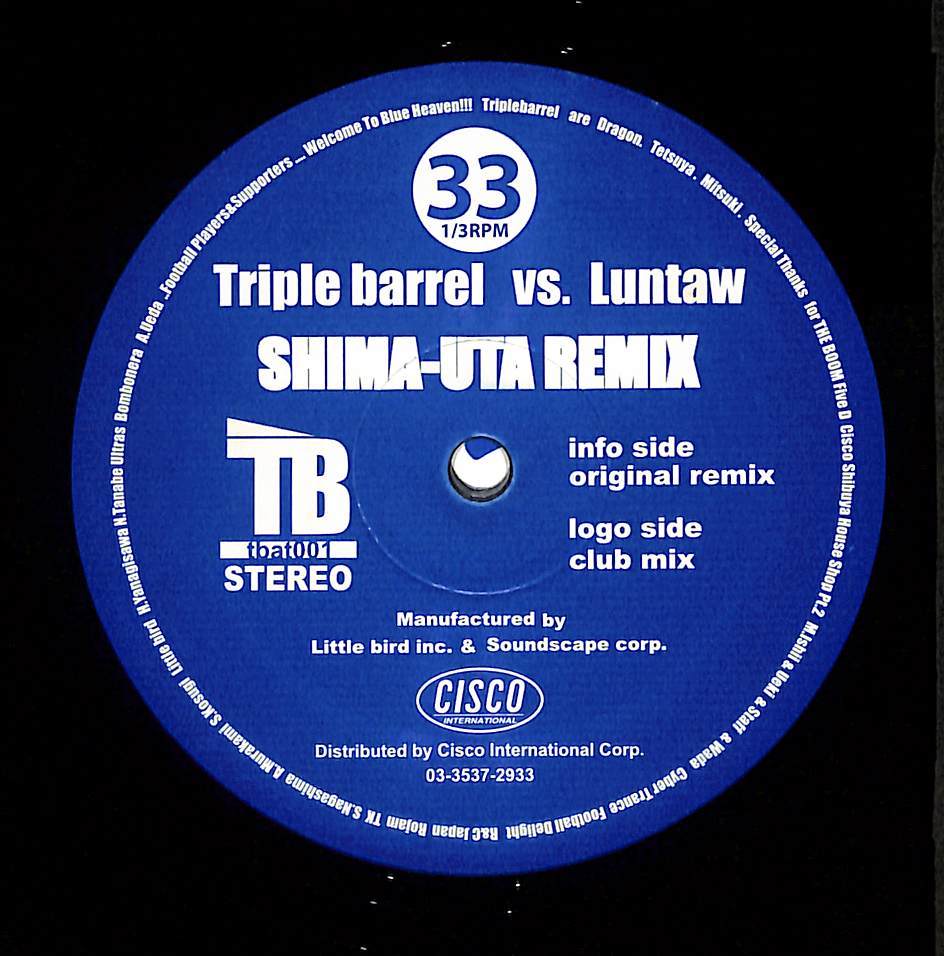 Welcome To Blue Heaven!!! Triplebarrel are Dragon. Tetsuya. Mitsuki. Special Thanks for THE BOOM Five D Cisco Shibuya House Shop Pt.2 M.Ishii & Ueki & Staff & Wada Cyber Trance Football Delight R&C Japan Rojam TK S.Nagashima A.Murakami S.Kosugi Little bird H.Yanagisawa N.Tanabe Ultras Bombonera A.Ueda ..Football Players&Supporters ....
33
1/3RPM
Triple barrel vs. Luntaw
SHIMA-UTA REMIX
info side
original remix
logo side
club mix
TB
tbat001
STEREO
Manufactured by
Little bird inc. & Soundscape corp.
CISCO
INTERNATIONAL
Distributed by Cisco International Corp.
03-3537-2933